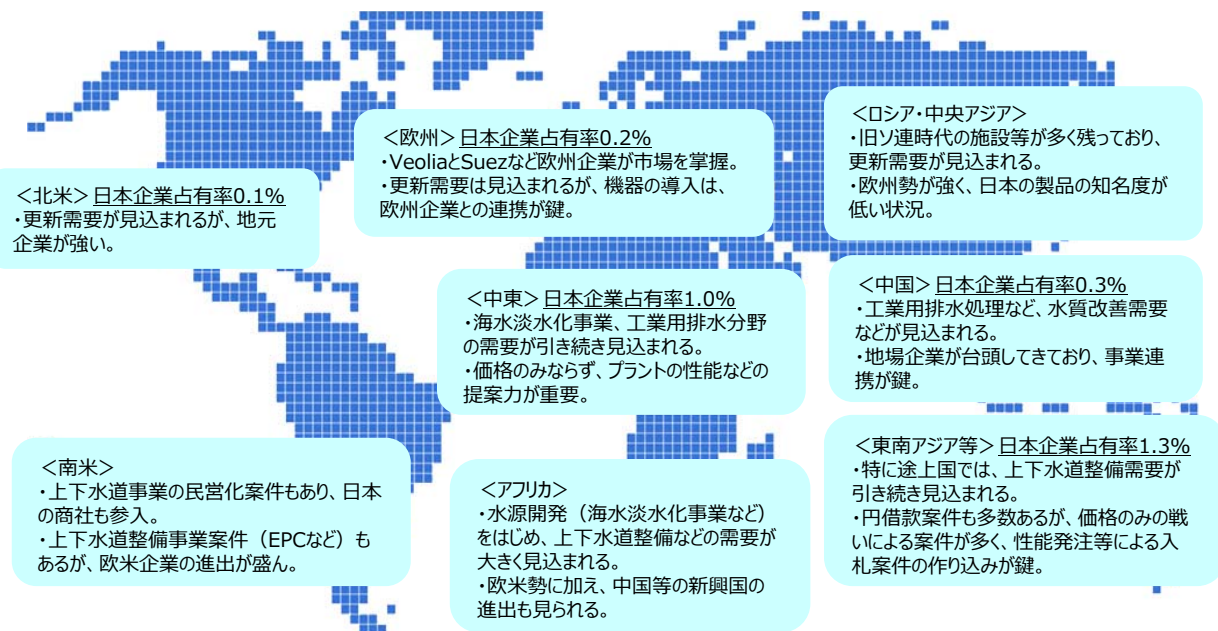 <北米> 日本企業占有率0.1%
・更新需要が見込まれるが、地元
企業が強い。
<欧州> 日本企業占有率0.2%
・VeoliaとSuezなど欧州企業が市場を掌握。
・更新需要は見込まれるが、機器の導入は、
欧州企業との連携が鍵。
<ロシア・中央アジア>
・旧ソ連時代の施設等が多く残っており、
更新需要が見込まれる。
・欧州勢が強く、日本の製品の知名度が
低い状況。
<中東> 日本企業占有率1.0%
・海水淡水化事業、工業用排水分野
の需要が引き続き見込まれる。
・価格のみならず、プラントの性能などの
提案力が重要。
<中国> 日本企業占有率0.3%
・工業用排水処理など、水質改善需要
などが見込まれる。
・地場企業が台頭してきており、事業連
携が鍵。
<南米>
・上下水道事業の民営化案件もあり、日本
の商社も参入。
・上下水道整備事業案件（EPCなど）も
あるが、欧米企業の進出が盛ん。
<アフリカ>
・水源開発（海水淡水化事業など）
をはじめ、上下水道整備などの需要が
大きく見込まれる。
・欧米勢に加え、中国等の新興国の
進出も見られる。
<東南アジア等> 日本企業占有率1.3%
・特に途上国では、上下水道整備需要が
引き続き見込まれる。
・円借款案件も多数あるが、価格のみの戦
いによる案件が多く、性能発注等による入
札案件の作り込みが鍵。